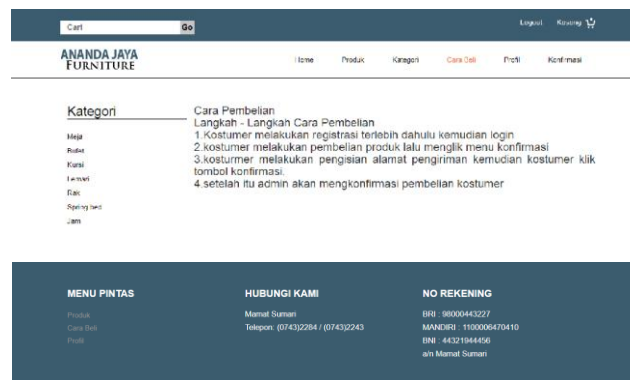 Cari
Go
Logout
Kosong
ANANDA JAYA
FURNITURE
Home
Produk
Kategori
Cara Beli
Profil
Konfirmasi
Kategori
Meja
Bufet
Kursi
Lemari
Rak
Spring bed
Jam
Cara Pembelian
Langkah - Langkah Cara Pembelian
1.Kostumer melakukan registrasi terlebih dahulu kemudian login
2.kostumer melakukan pembelian produk lalu menglik menu konfirmasi
3.kosturmer melakukan pengisian alamat pengiriman kemudian kostumer klik
tombol konfirmasi.
4.setelah itu admin akan mengkonfirmasi pembelian kostumer
MENU PINTAS
Produk
Cara Beli
Profil
HUBUNGI KAMI
Mamat Sumari
Telepon: (0743)2284 / (0743)2243
NO REKENING
BRI : 98000443227
MANDIRI : 1100006470410
BNI : 44321944456
a/n Mamat Sumari